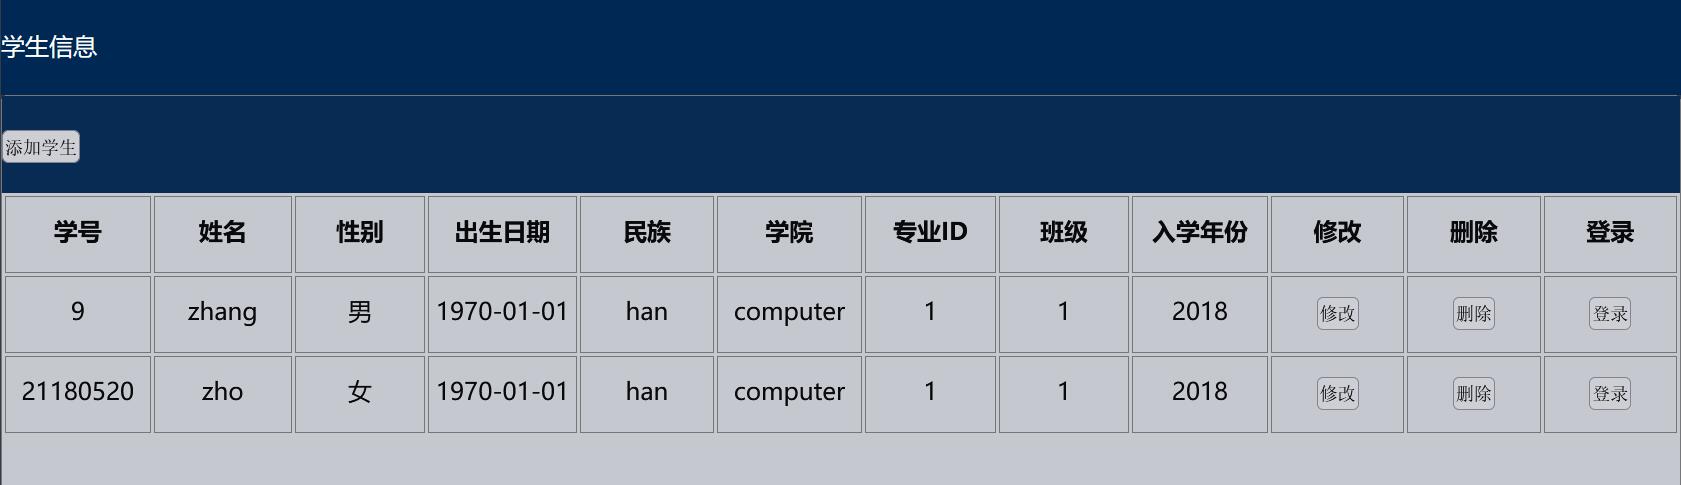 学生信息
添加学生
学号 姓名 性别 出生日期 民族 学院 专业ID 班级 入学年份 修改 删除 登录
9 zhang 男 1970-01-01 han computer 1 1 2018 修改 删除 登录
21180520 zho 女 1970-01-01 han computer 1 1 2018 修改 删除 登录